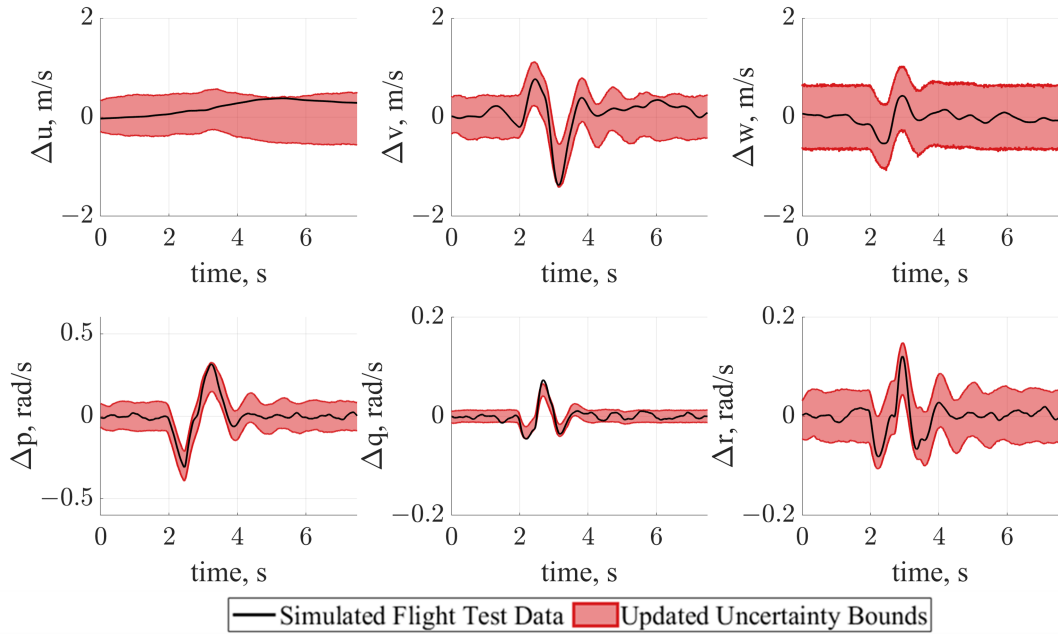 2
0
−2
Δu, m/s
0 2 4 6
time, s
2
0
−2
Δv, m/s
0 2 4 6
time, s
2
0
−2
Δw, m/s
0 2 4 6
time, s
0.5
0
−0.5
Δp, rad/s
0 2 4 6
time, s
0.2
0
−0.2
Δq, rad/s
0 2 4 6
time, s
0.2
0
−0.2
Δr, rad/s
0 2 4 6
time, s
Simulated Flight Test Data Updated Uncertainty Bounds